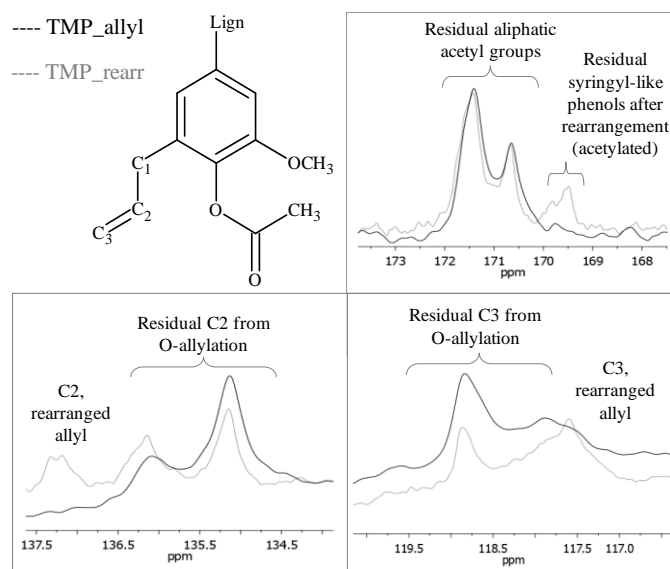 ---- TMP_allyl
---- TMP_rearr
Lign
C1
C2
C3
OCH3
O
CH3
O
Residual aliphatic
acetyl groups
Residual
syringyl-like
phenols after
rearrangement
(acetylated)
173 172 171 170 169 168
ppm
Residual C2 from
O-allylation
C2,
rearranged
allyl
137.5 136.5 135.5 134.5
ppm
Residual C3 from
O-allylation
C3,
rearranged
allyl
119.5 118.5 117.5 117.0
ppm